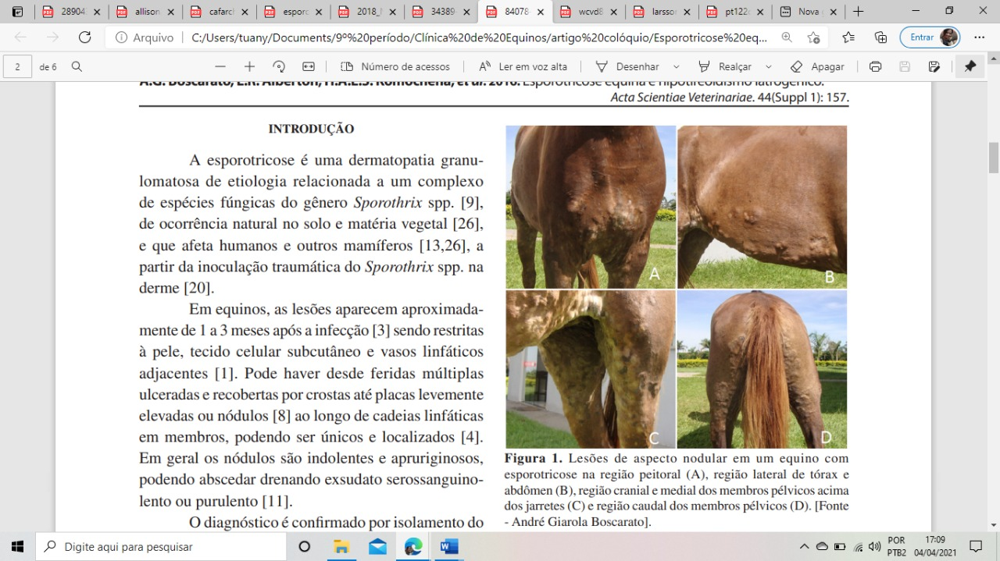 28904
allison
cafarcl
esporc
2018_l
34389-
84078-
wcvd8
larssor
pt122c
Nova g
Arquivo
C:/Users/tuany/Documents/9º%20período/Clínica%20de%20Equinos/artigo%20colóquio/Esporotricose%20eq...
Entrar
2 de 6
Número de acessos
Ler em voz alta
Desenhar
Realçar
Apagar
A.G. Boscarato, E.R. Alberton, H.A.E.S. Romochena, et al. 2016. Esporotricose equina e hipotireoidismo iatrogênico.
Acta Scientiae Veterinariae. 44(Suppl 1): 157.
INTRODUÇÃO
A esporotricose é uma dermatopatia granu-
lomatosa de etiologia relacionada a um complexo
de espécies fúngicas do gênero Sporothrix spp. [9],
de ocorrência natural no solo e matéria vegetal [26],
e que afeta humanos e outros mamíferos [13,26], a
partir da inoculação traumática do Sporothrix spp. na
derme [20].
Em equinos, as lesões aparecem aproximada-
mente de 1 a 3 meses após a infecção [3] sendo restritas
à pele, tecido celular subcutâneo e vasos linfáticos
adjacentes [1]. Pode haver desde feridas múltiplas
ulceradas e recobertas por crostas até placas levemente
elevadas ou nódulos [8] ao longo de cadeias linfáticas
em membros, podendo ser únicos e localizados [4].
Em geral os nódulos são indolentes e apruriginosos,
podendo abscedar drenando exsudato serossanguino-
lento ou purulento [11].
O diagnóstico é confirmado por isolamento do
A
B
C
D
Figura 1. Lesões de aspecto nodular em um equino com
esporotricose na região peitoral (A), região lateral de tórax e
abdômen (B), região cranial e medial dos membros pélvicos acima
dos jarretes (C) e região caudal dos membros pélvicos (D). [Fonte
- André Giarola Boscarato].
Digite aqui para pesquisar
POR
PTB2
17:09
04/04/2021